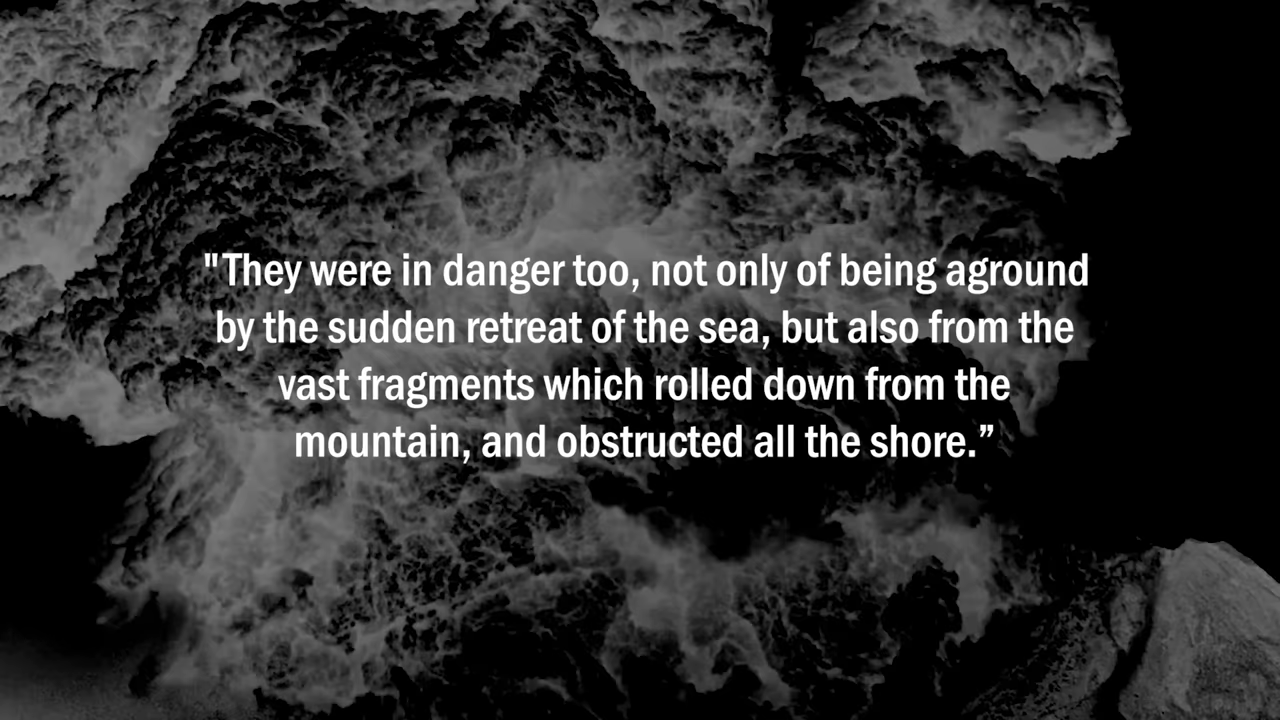 "They were in danger too, not only of being aground
by the sudden retreat of the sea, but also from the
vast fragments which rolled down from the
mountain, and obstructed all the shore.”